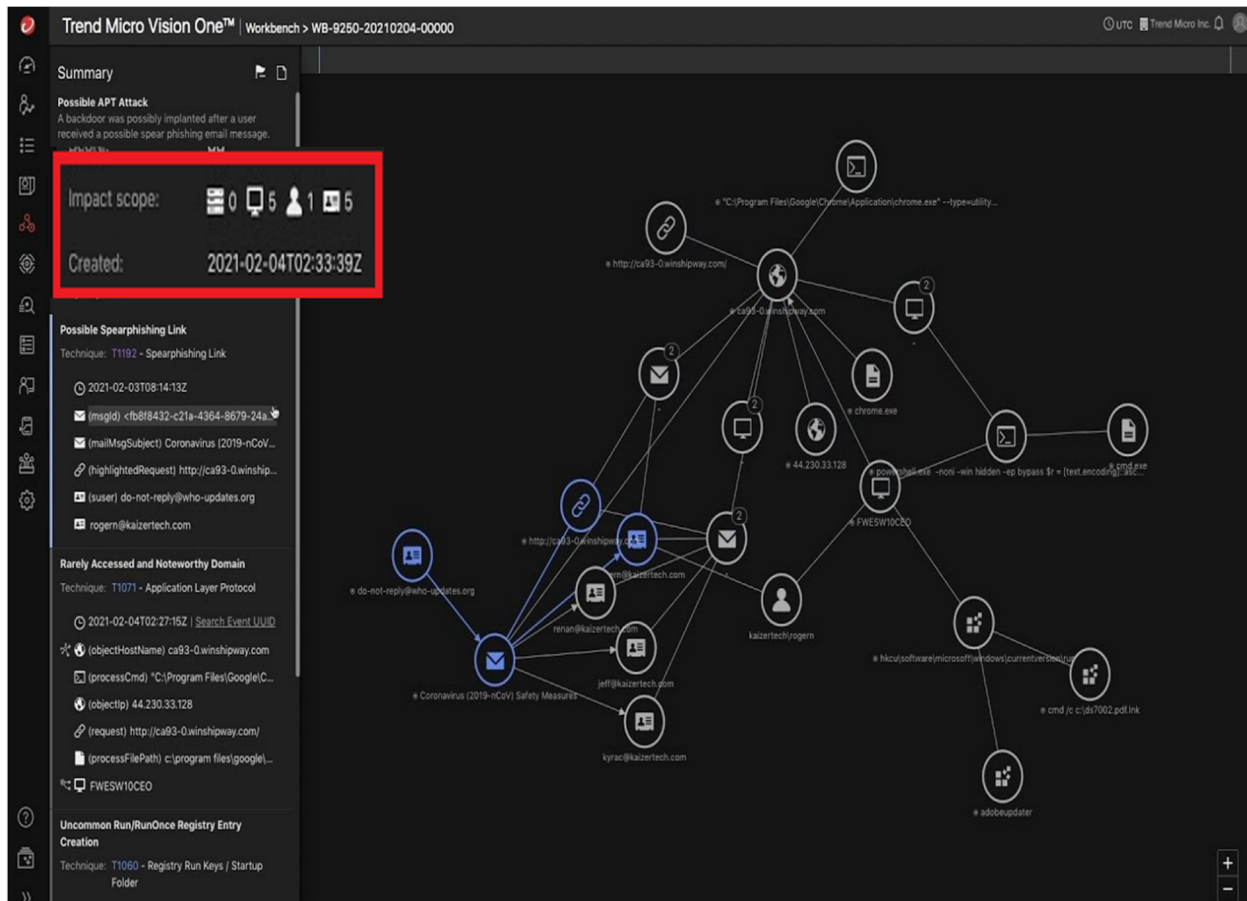 Trend Micro Vision One™ | Workbench > WB-9250-20210204-00000
UTC Trend Micro Inc.
Summary
Possible APT Attack
A backdoor was possibly implanted after a user
received a possible spear phishing email message.
Impact scope: 0 5 1 5
Created: 2021-02-04T02:33:39Z
Possible Spearphishing Link
Technique: T1192 - Spearphishing Link
2021-02-03T08:14:13Z
(msgId) <fb8f8432-c21a-4364-8679-24a...
(mailMsgSubject) Coronavirus (2019-nCoV...
(highlightedRequest) http://ca93-0.winship...
(suser) do-not-reply@who-updates.org
rogern@kaizertech.com
Rarely Accessed and Noteworthy Domain
Technique: T1071 - Application Layer Protocol
2021-02-04T02:27:15Z | Search Event UUID
(objectHostName) ca93-0.winshipway.com
(processCmd) "C:\Program Files\Google\C...
(objectIp) 44.230.33.128
(request) http://ca93-0.winshipway.com/
(processFilePath) c:\program files\google\...
FWESW10CEO
Uncommon Run/RunOnce Registry Entry
Creation
Technique: T1060 - Registry Run Keys / Startup
Folder
"C:\Program Files\Google\Chrome\Application\chrome.exe" --type=utility...
http://ca93-0.winshipway.com/
2
ca93-0.winshipway.com
2
chrome.exe
2
44.230.33.128
powershell.exe -noni -win hidden -ep bypass $r = [text.encoding]::asc...
cmd.exe
FWESW10CEO
2
http://ca93-0.winshipway.c
rn@kaizertech.com
do-not-reply@who-updates.org
renan@kaizertech.com
kaizertech\rogern
jeff@kaizertech.com
hkcu\software\microsoft\windows\currentversion\run
Coronavirus (2019-nCoV) Safety Measures
cmd /c c:\ds7002.pdf.lnk
kyrac@kaizertech.com
adobeupdater
+
−